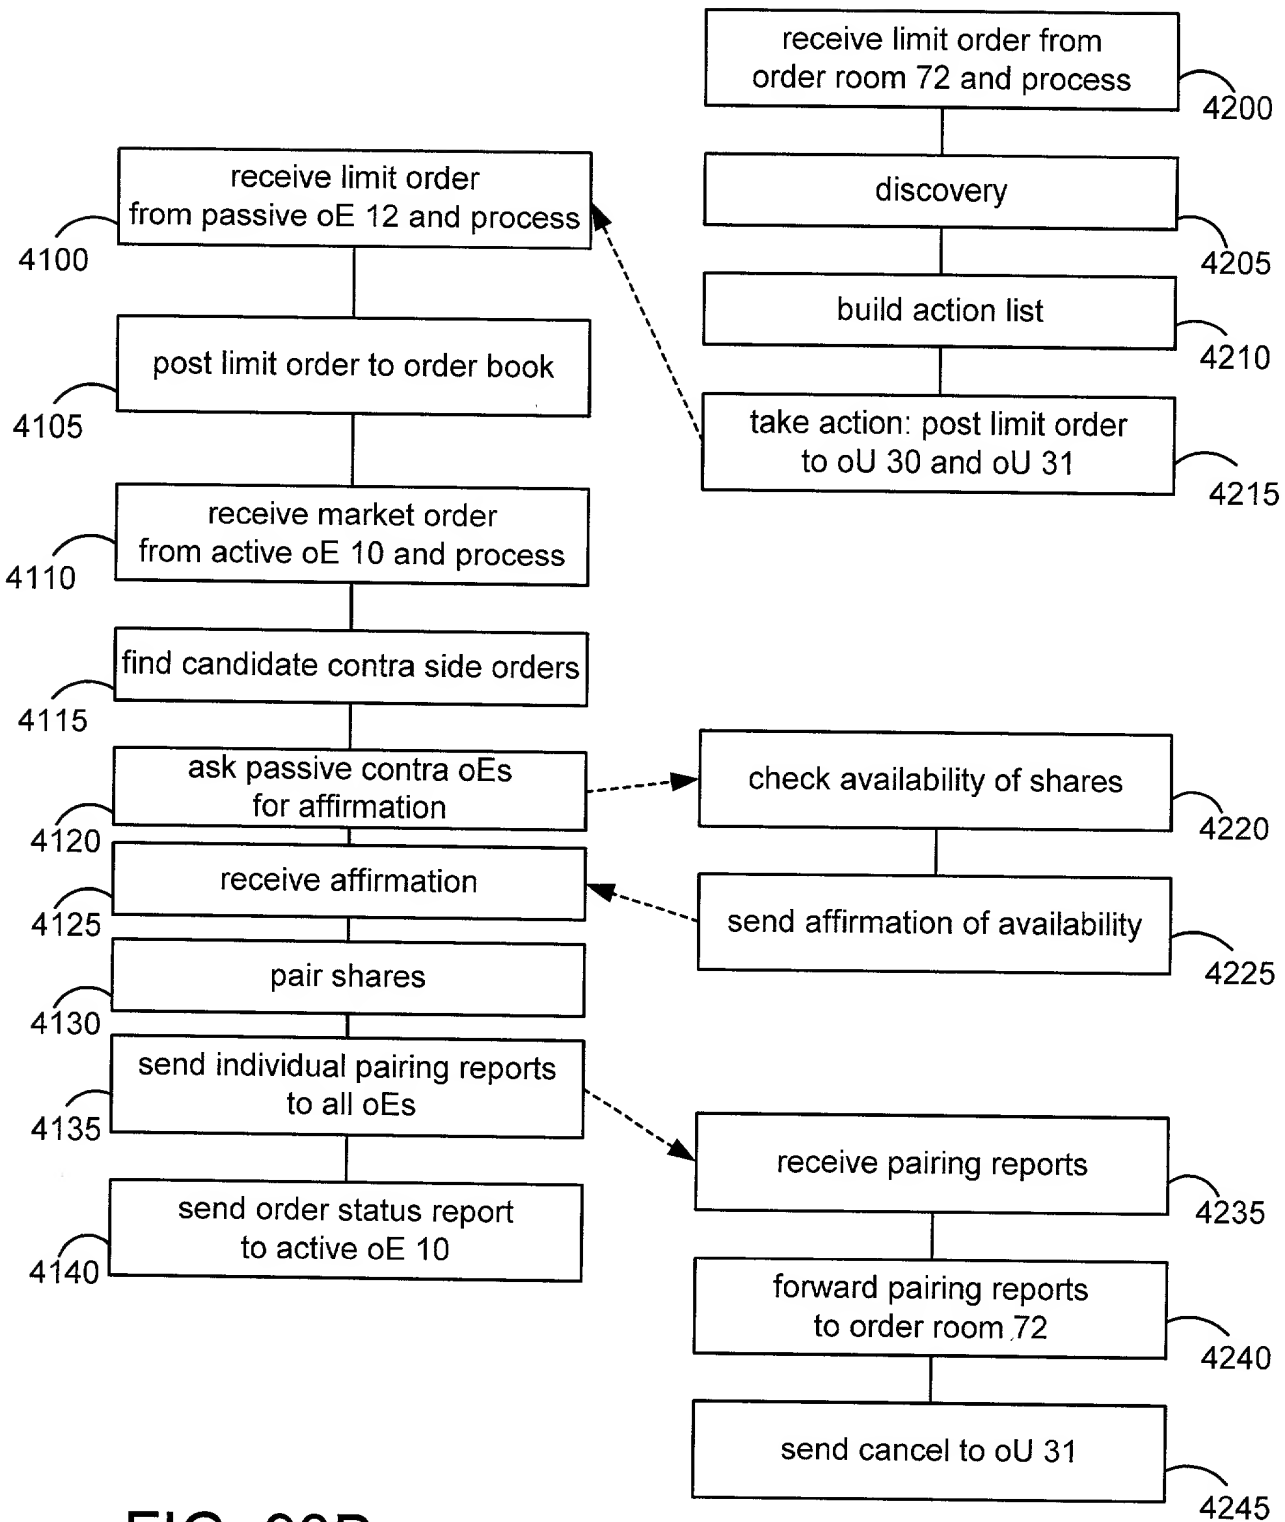 receive limit order from
order room 72 and process
4200
discovery
4205
build action list
4210
take action: post limit order
to oU 30 and oU 31
4215
receive limit order
from passive oE 12 and process
4100
post limit order to order book
4105
receive market order
from active oE 10 and process
4110
find candidate contra side orders
4115
ask passive contra oEs
for affirmation
4120
check availability of shares
4220
receive affirmation
4125
send affirmation of availability
4225
pair shares
4130
send individual pairing reports
to all oEs
4135
receive pairing reports
4235
send order status report
to active oE 10
4140
forward pairing reports
to order room 72
4240
send cancel to oU 31
4245